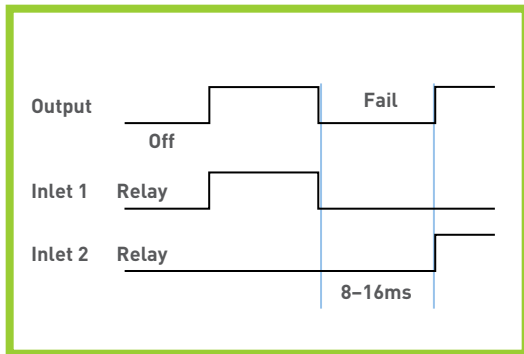 Output
Fail
Off
Inlet 1 Relay
Inlet 2 Relay
8–16ms